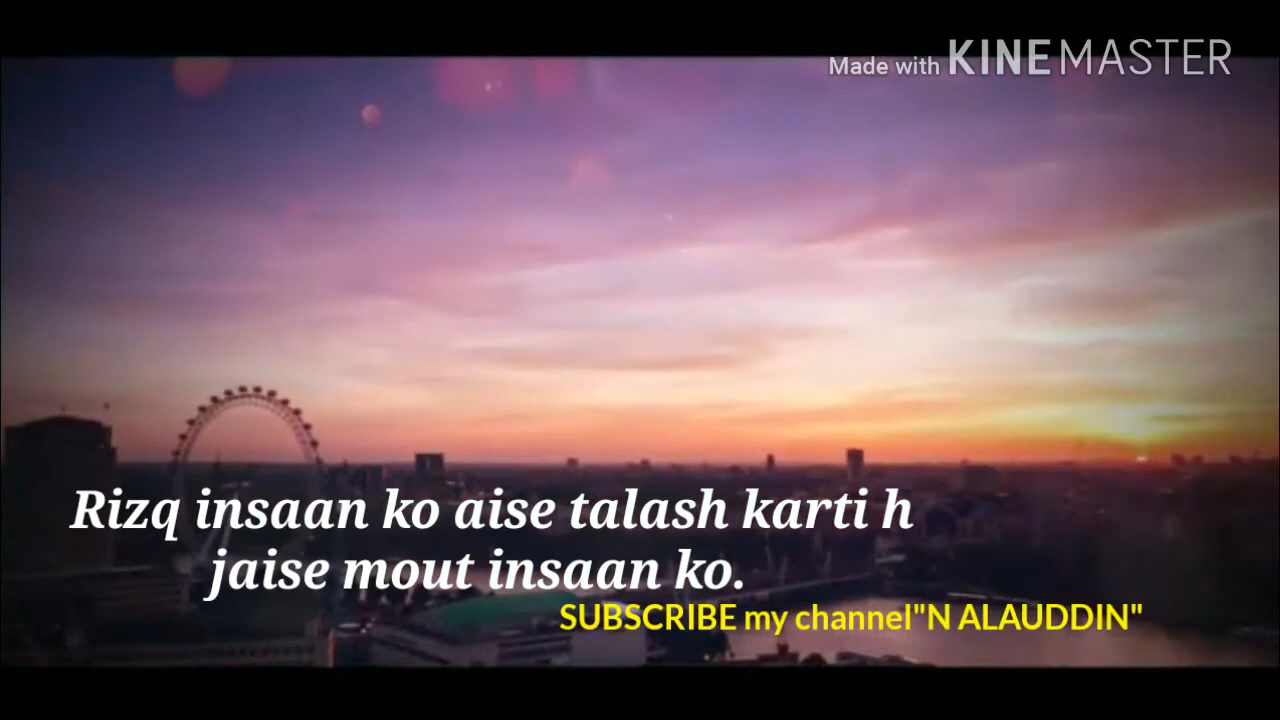 Made with KINEMASTER
Rizq insaan ko aise talash karti h
jaise mout insaan ko.
SUBSCRIBE my channel"N ALAUDDIN"